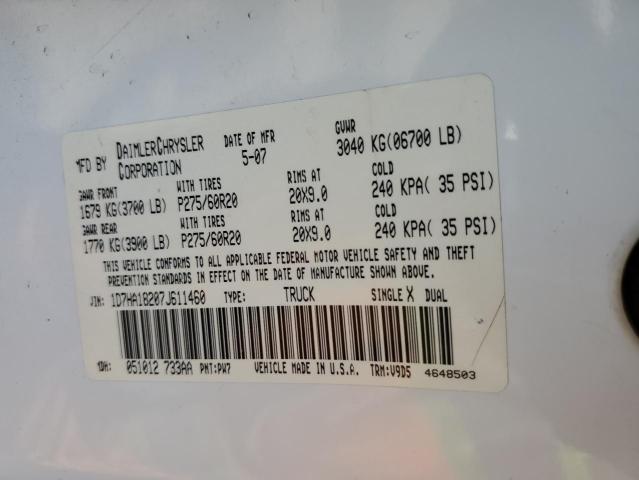 MFD BY DAIMLERCHRYSLER CORPORATION DATE OF MFR 5-07 GVWR 3040 KG(06700 LB)
GAWR FRONT WITH TIRES RIMS AT COLD
1679 KG(3700 LB) P275/60R20 20X9.0 240 KPA( 35 PSI)
GAWR REAR WITH TIRES RIMS AT COLD
1770 KG(3900 LB) P275/60R20 20X9.0 240 KPA( 35 PSI)
THIS VEHICLE CONFORMS TO ALL APPLICABLE FEDERAL MOTOR VEHICLE SAFETY AND THEFT
PREVENTION STANDARDS IN EFFECT ON THE DATE OF MANUFACTURE SHOWN ABOVE.
VIN: 1D7HA18207J611460 TYPE: TRUCK SINGLE X DUAL
MDH: 051012 733AA PNT:PW7 VEHICLE MADE IN U.S.A. TRM:V9D5 4648503